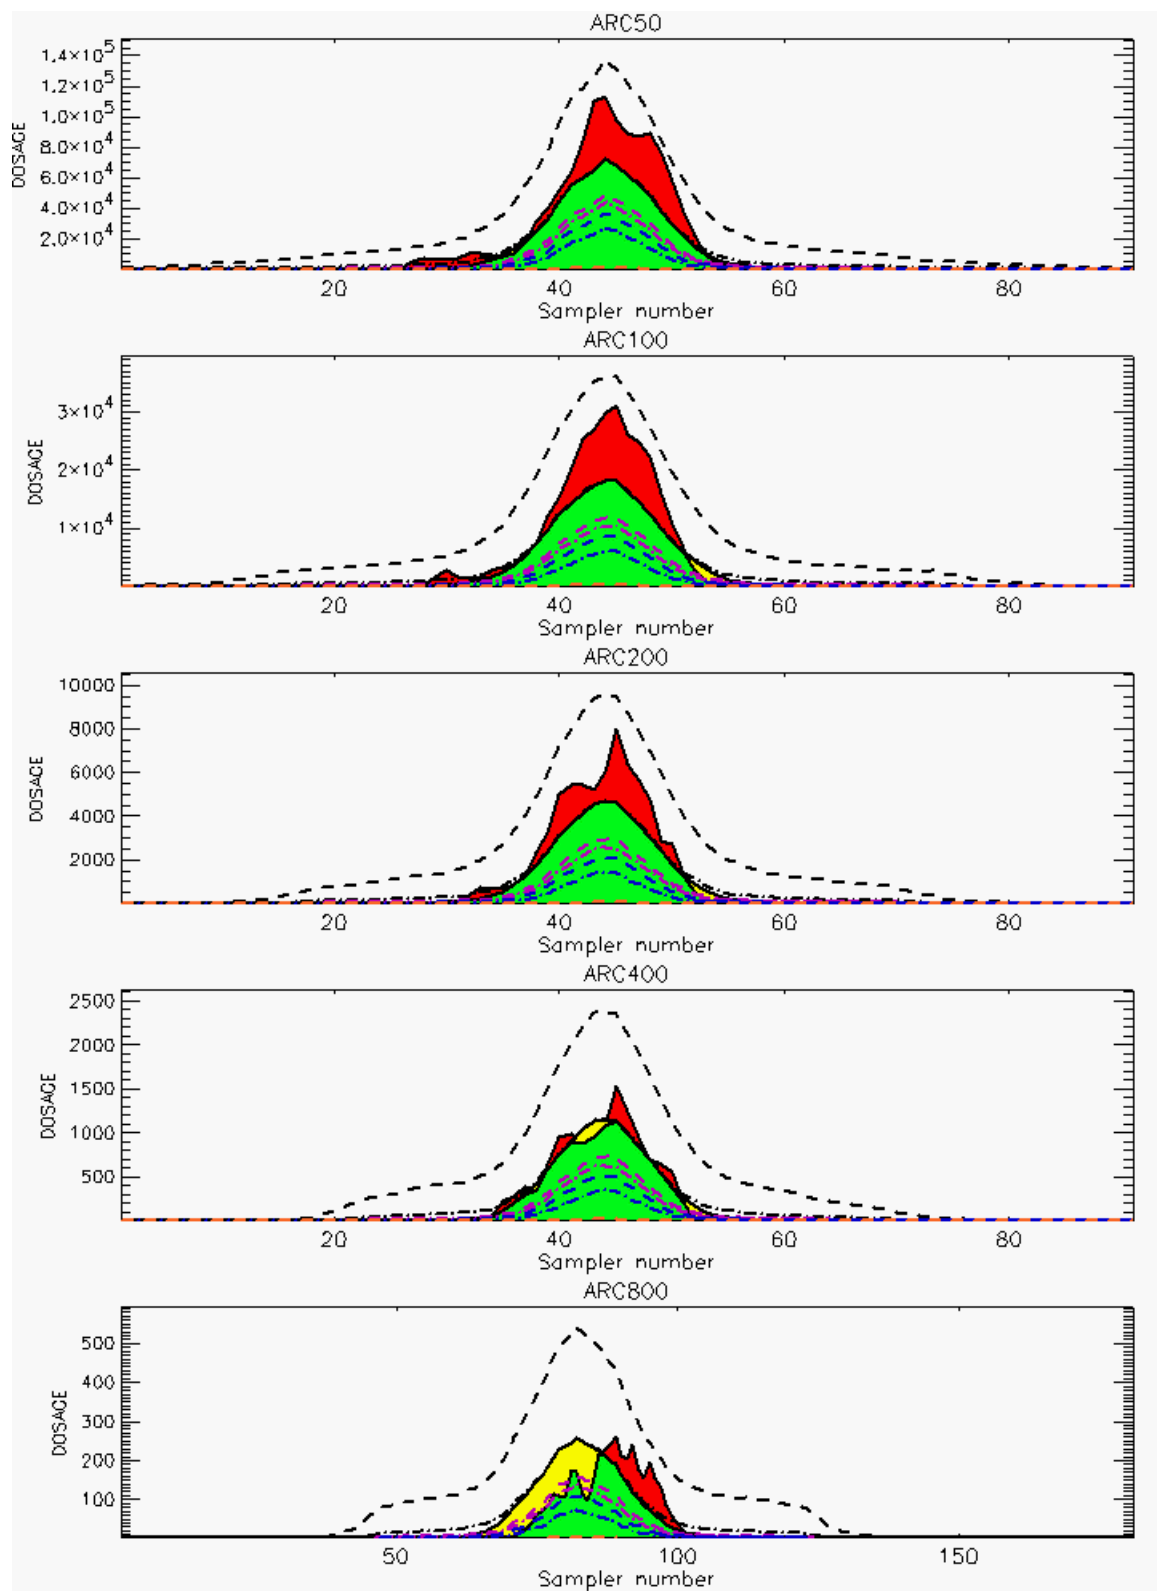 ARC50
1.4×10^5
1.2×10^5
1.0×10^5
8.0×10^4
6.0×10^4
4.0×10^4
2.0×10^4
DOSAGE
20 40 60 80
Sampler number
ARC100
3×10^4
2×10^4
1×10^4
DOSAGE
20 40 60 80
Sampler number
ARC200
10000
8000
6000
4000
2000
DOSAGE
20 40 60 80
Sampler number
ARC400
2500
2000
1500
1000
500
DOSAGE
20 40 60 80
Sampler number
ARC800
500
400
300
200
100
DOSAGE
50 100 150
Sampler number